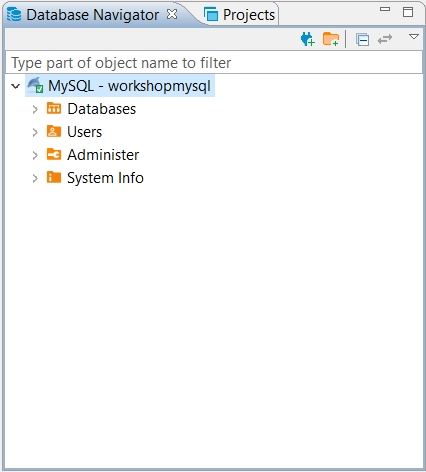 Database Navigator Projects
Type part of object name to filter
MySQL - workshopmysql
Databases
Users
Administer
System Info